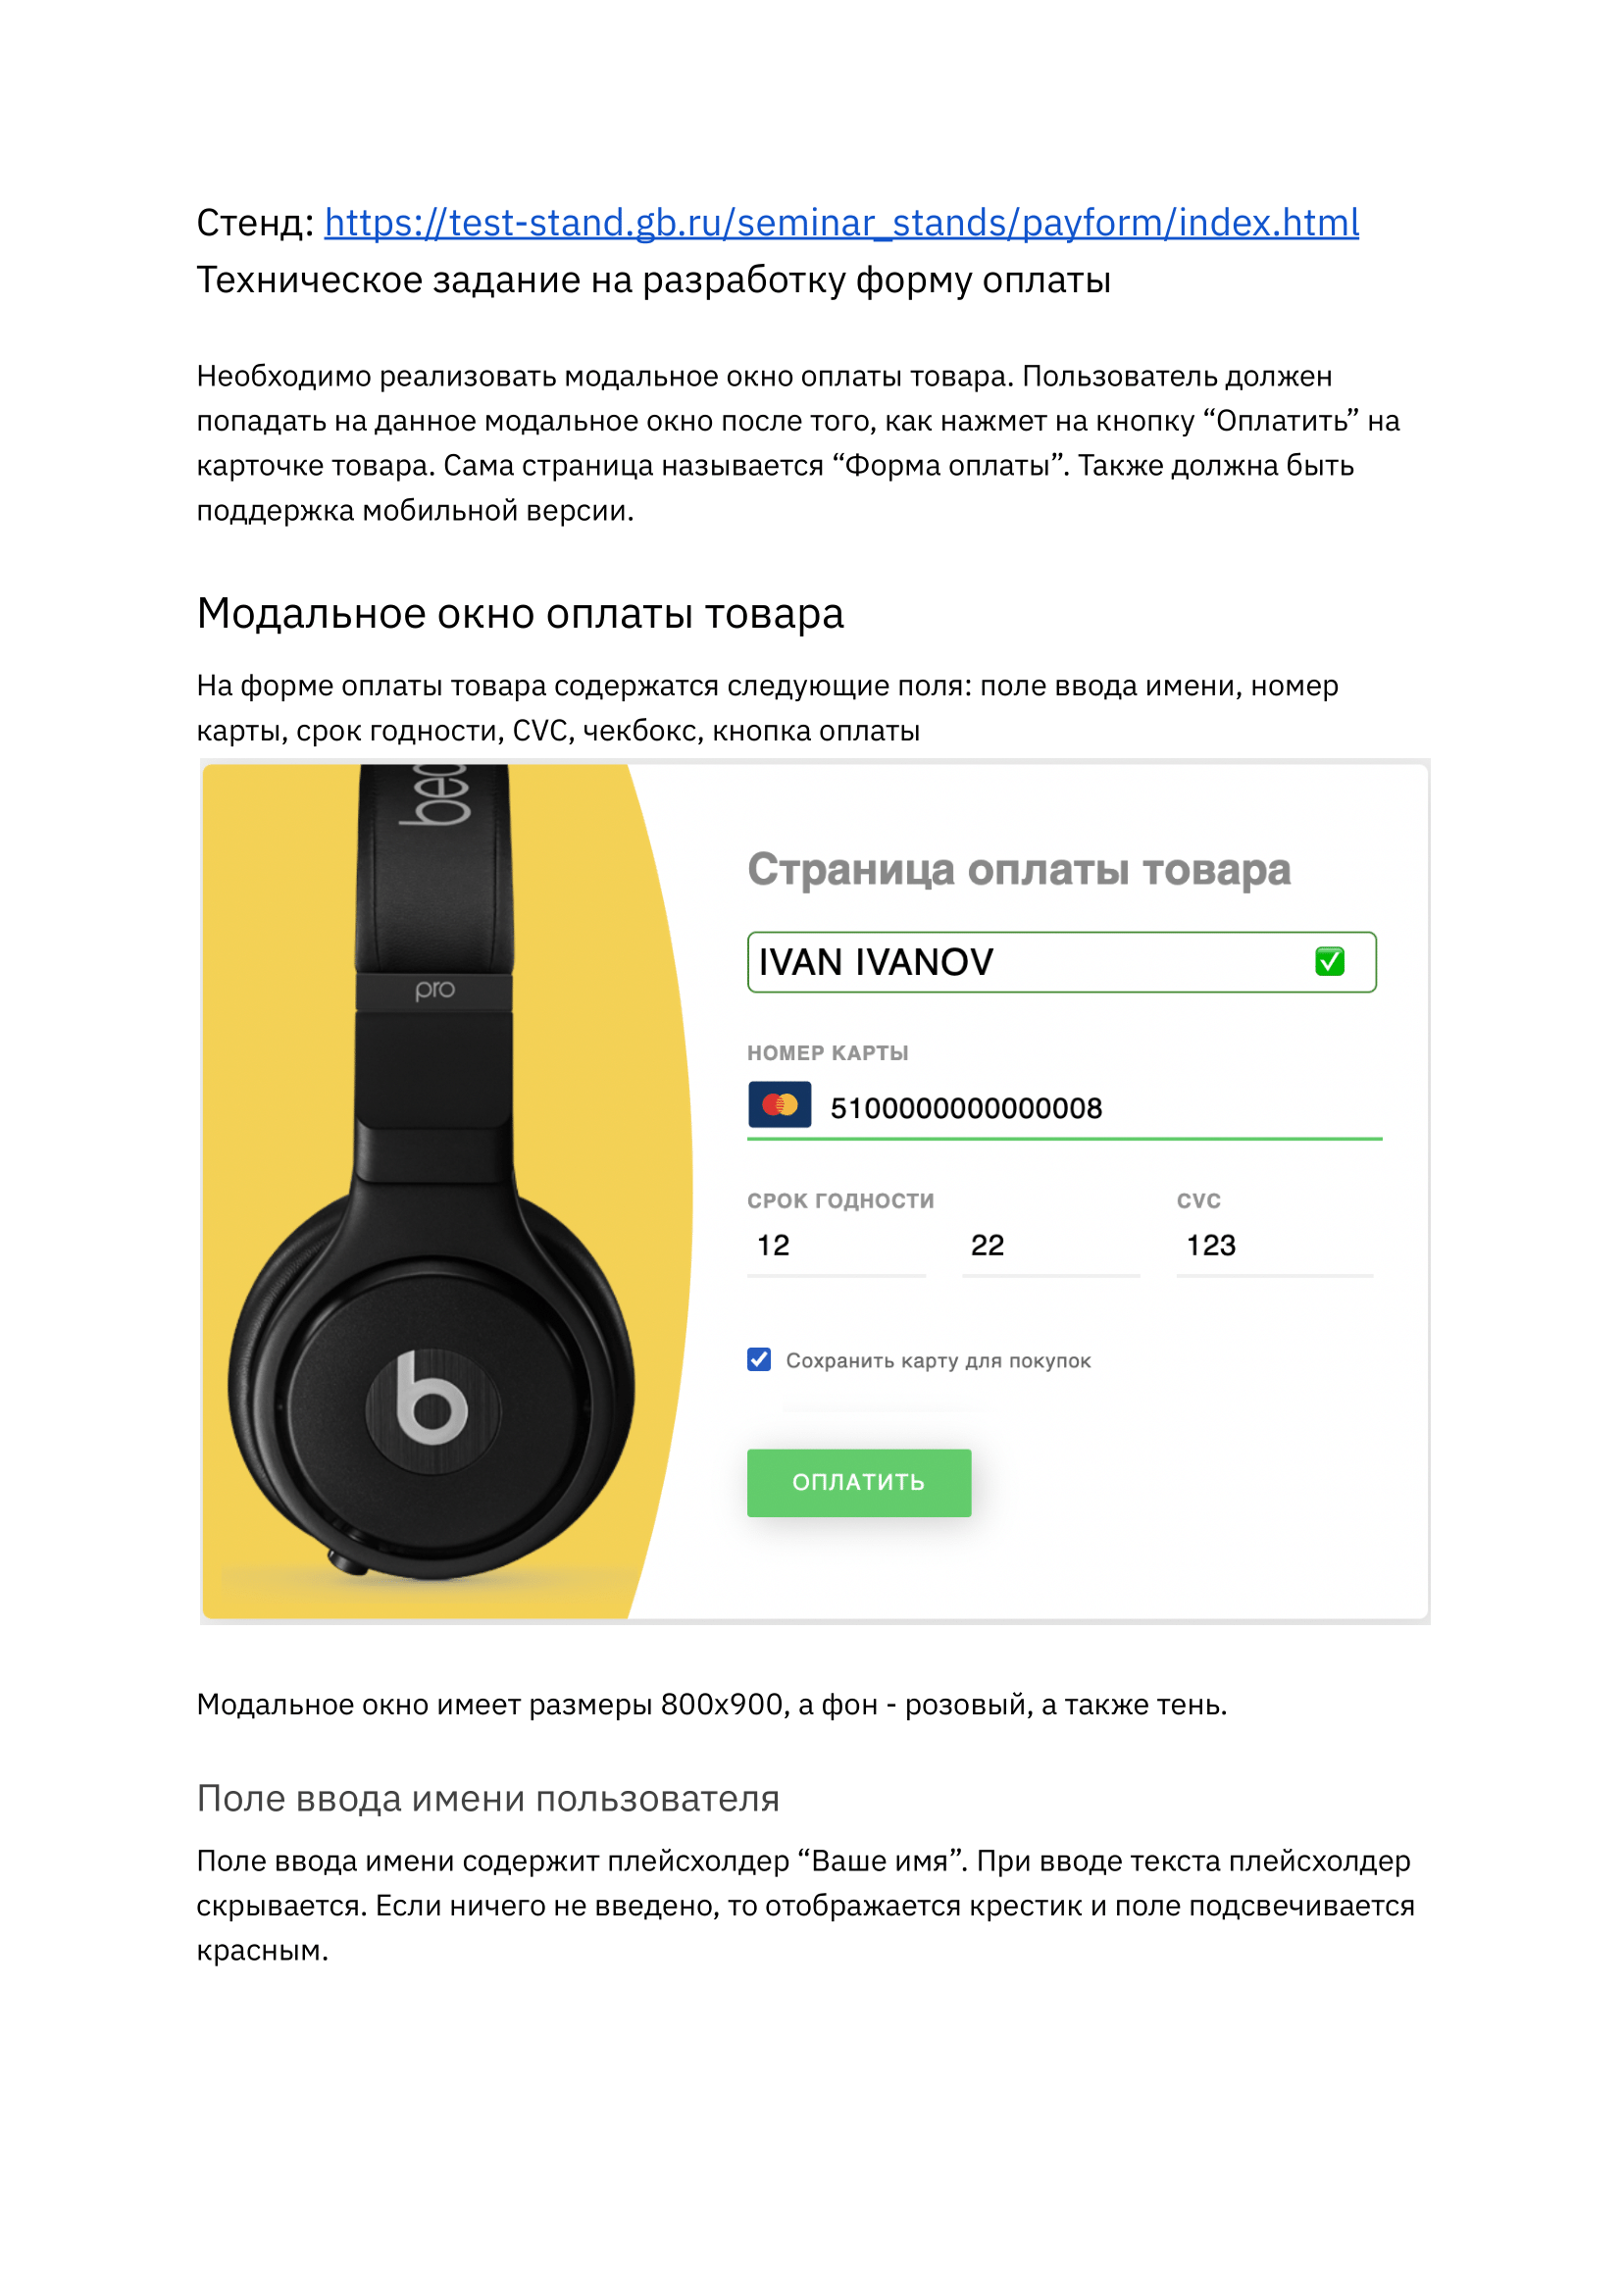 Стенд: https://test-stand.gb.ru/seminar_stands/payform/index.html
Техническое задание на разработку форму оплаты
Необходимо реализовать модальное окно оплаты товара. Пользователь должен
попадать на данное модальное окно после того, как нажмет на кнопку “Оплатить” на
карточке товара. Сама страница называется “Форма оплаты”. Также должна быть
поддержка мобильной версии.
Модальное окно оплаты товара
На форме оплаты товара содержатся следующие поля: поле ввода имени, номер
карты, срок годности, CVC, чекбокс, кнопка оплаты
bea
pro
b
Страница оплаты товара
IVAN IVANOV
НОМЕР КАРТЫ
5100000000000008
СРОК ГОДНОСТИ CVC
12 22 123
Сохранить карту для покупок
ОПЛАТИТЬ
Модальное окно имеет размеры 800х900, а фон - розовый, а также тень.
Поле ввода имени пользователя
Поле ввода имени содержит плейсхолдер “Ваше имя”. При вводе текста плейсхолдер
скрывается. Если ничего не введено, то отображается крестик и поле подсвечивается
красным.